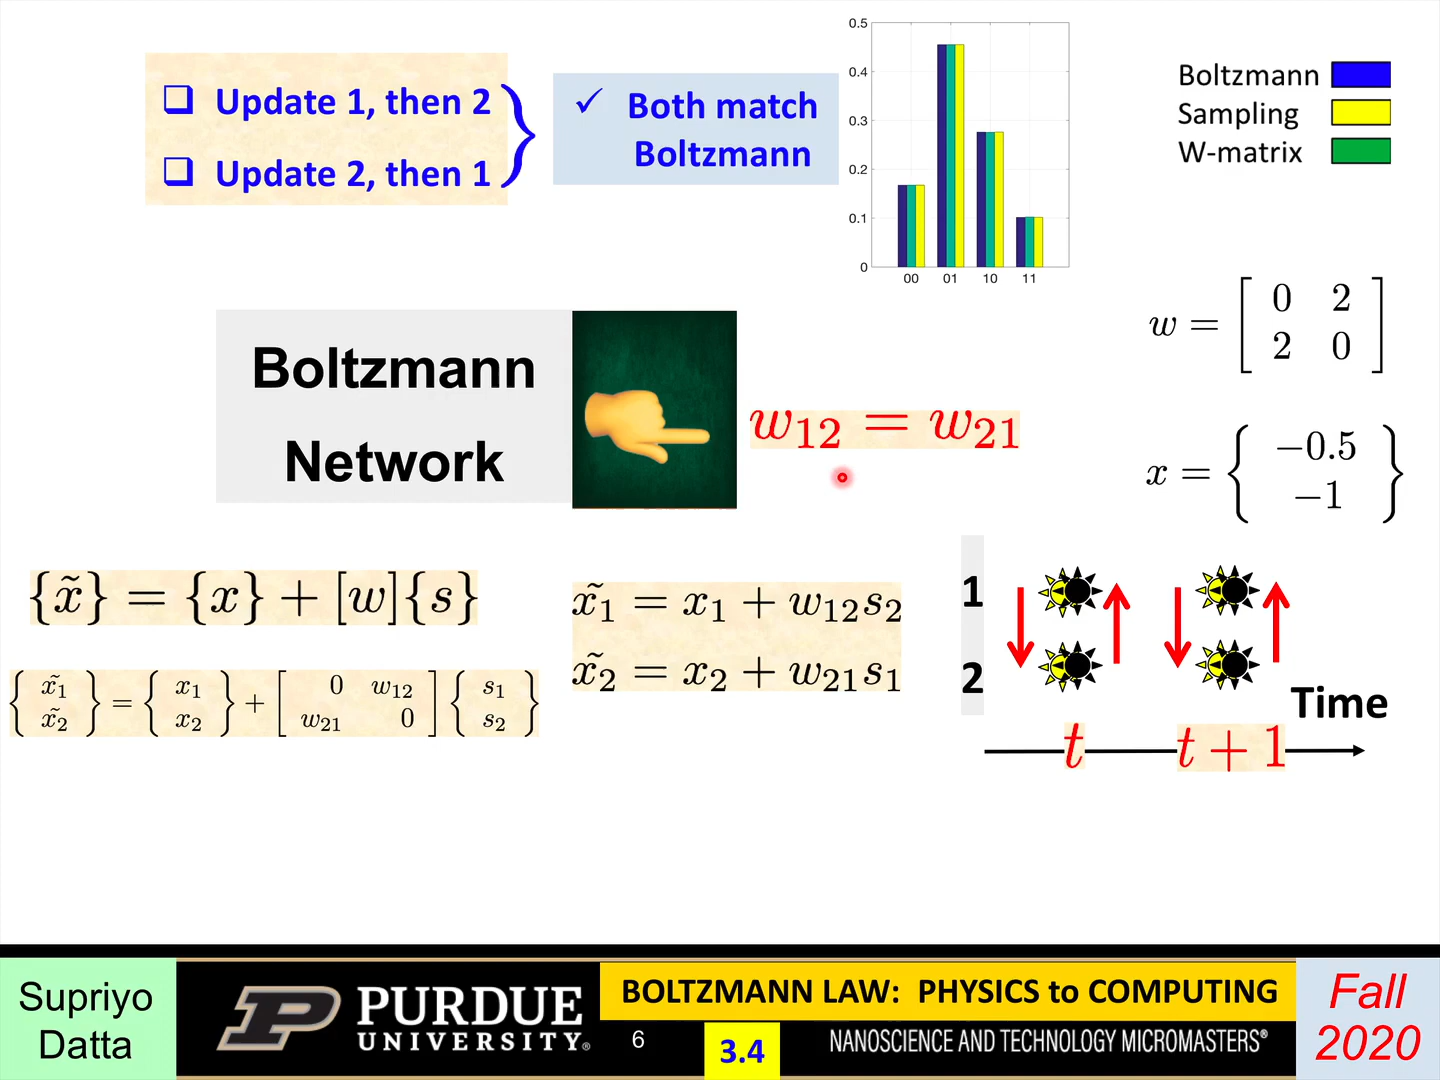 ❑ Update 1, then 2
❑ Update 2, then 1
✓ Both match
Boltzmann
0.5
0.4
0.3
0.2
0.1
0
00 01 10 11
Boltzmann
Sampling
W-matrix
w = [ 0 2
2 0 ]
Boltzmann
Network
w₁₂ = w₂₁
x = { −0.5
−1 }
{x̃} = {x} + [w]{s}
x̃₁ = x₁ + w₁₂s₂
x̃₂ = x₂ + w₂₁s₁
{ x̃₁ } = { x₁ } + [ 0 w₁₂ ] { s₁ }
{ x̃₂ } { x₂ } [ w₂₁ 0 ] { s₂ }
1
2
Time
t
t + 1
Supriyo
Datta
P
PURDUE
UNIVERSITY®
6
3.4
BOLTZMANN LAW: PHYSICS to COMPUTING
NANOSCIENCE AND TECHNOLOGY MICROMASTERS®
Fall
2020